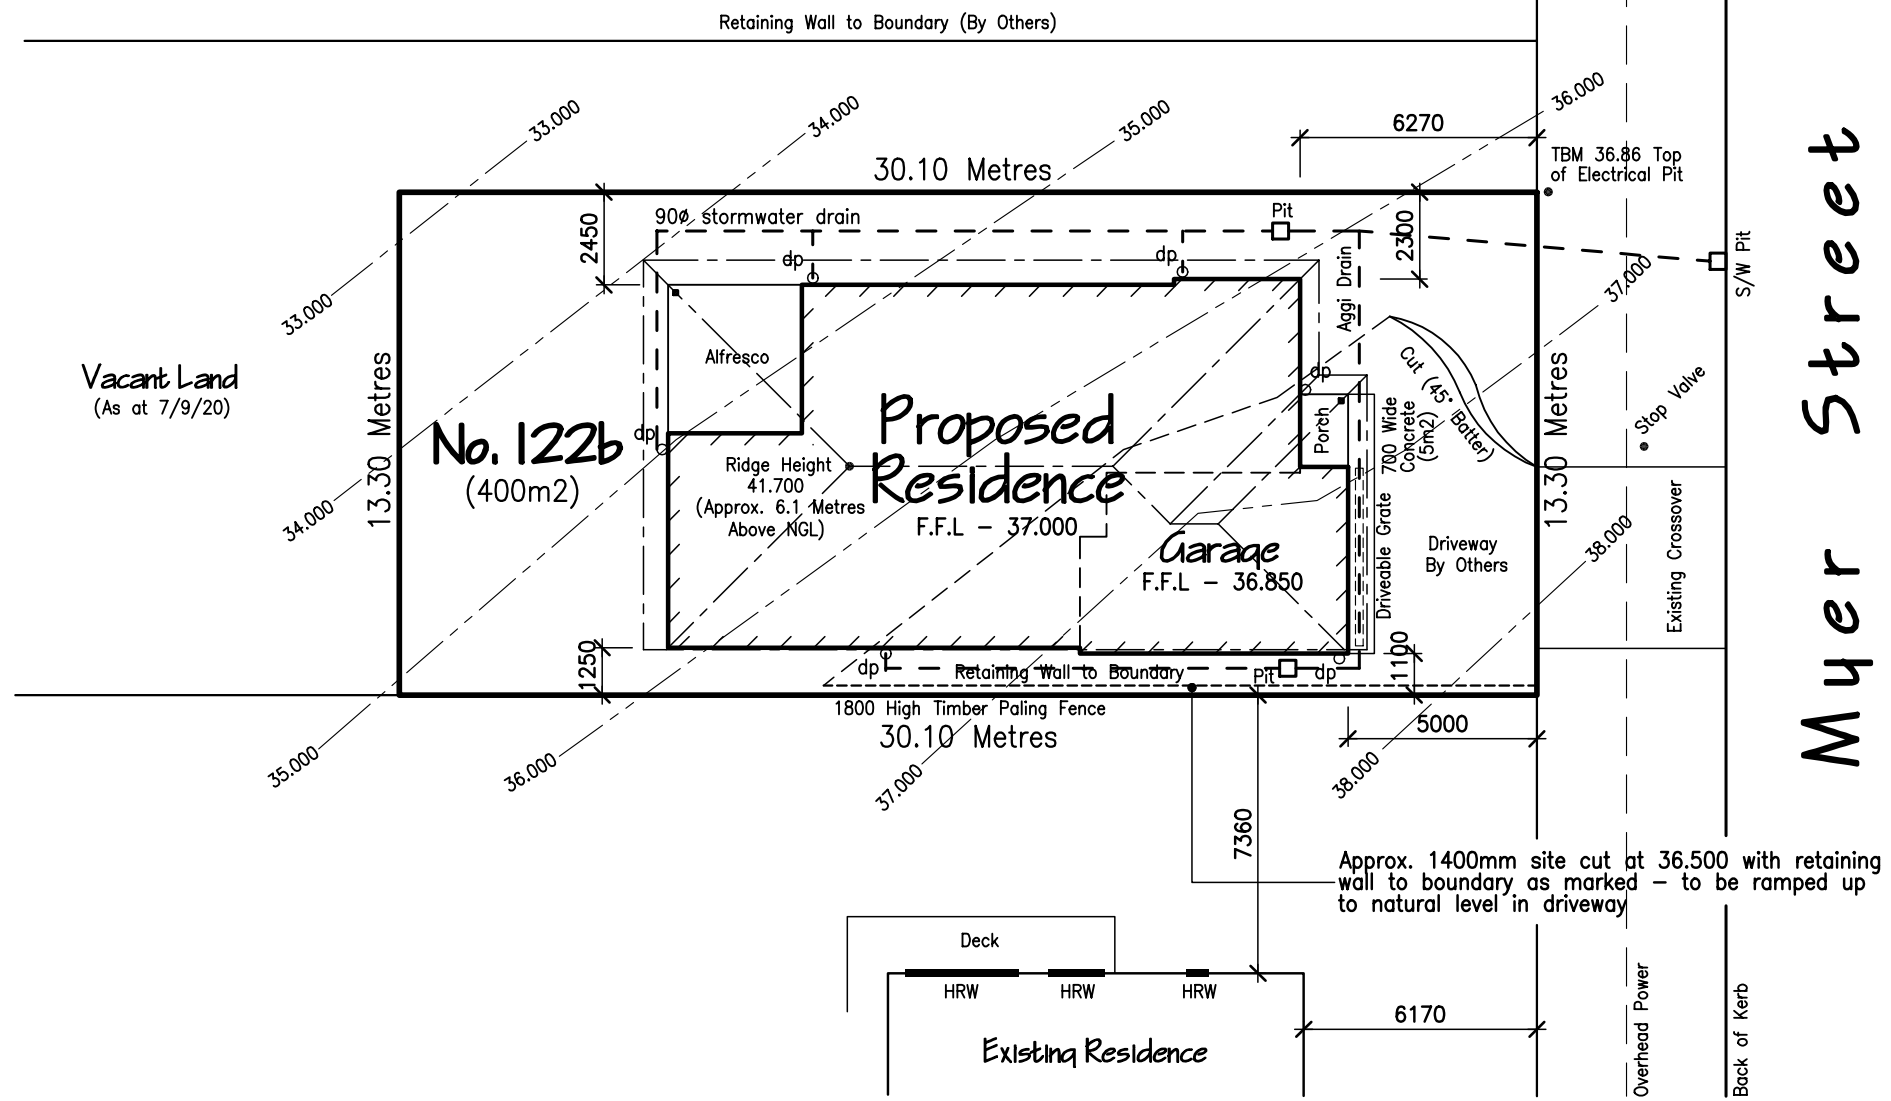 Retaining Wall to Boundary (By Others)
33.000
34.000
35.000
36.000
6270
30.10 Metres
TBM 36.86 Top
of Electrical Pit
2450
90ø stormwater drain
Pit
2300
dp
dp
Aggi Drain
37.000
S/W Pit
33.000
Vacant Land
(As at 7/9/20)
13.30 Metres
Alfresco
dp
Cut (45° Batter)
13.30 Metres
Stop Valve
Myer Street
No. 122b
(400m2)
dp
Proposed
Residence
F.F.L - 37.000
Ridge Height
41.700
(Approx. 6.1 Metres
Above NGL)
Porch
700 Wide
Concrete
(5m2)
34.000
Garage
F.F.L - 36.850
Driveable Grate
Driveway
By Others
38.000
Existing Crossover
1250
dp
Retaining Wall to Boundary
Pit
dp
1100
1800 High Timber Paling Fence
30.10 Metres
5000
35.000
36.000
37.000
38.000
7360
Approx. 1400mm site cut at 36.500 with retaining
wall to boundary as marked - to be ramped up
to natural level in driveway
Deck
HRW
HRW
HRW
Existing Residence
6170
Overhead Power
Back of Kerb